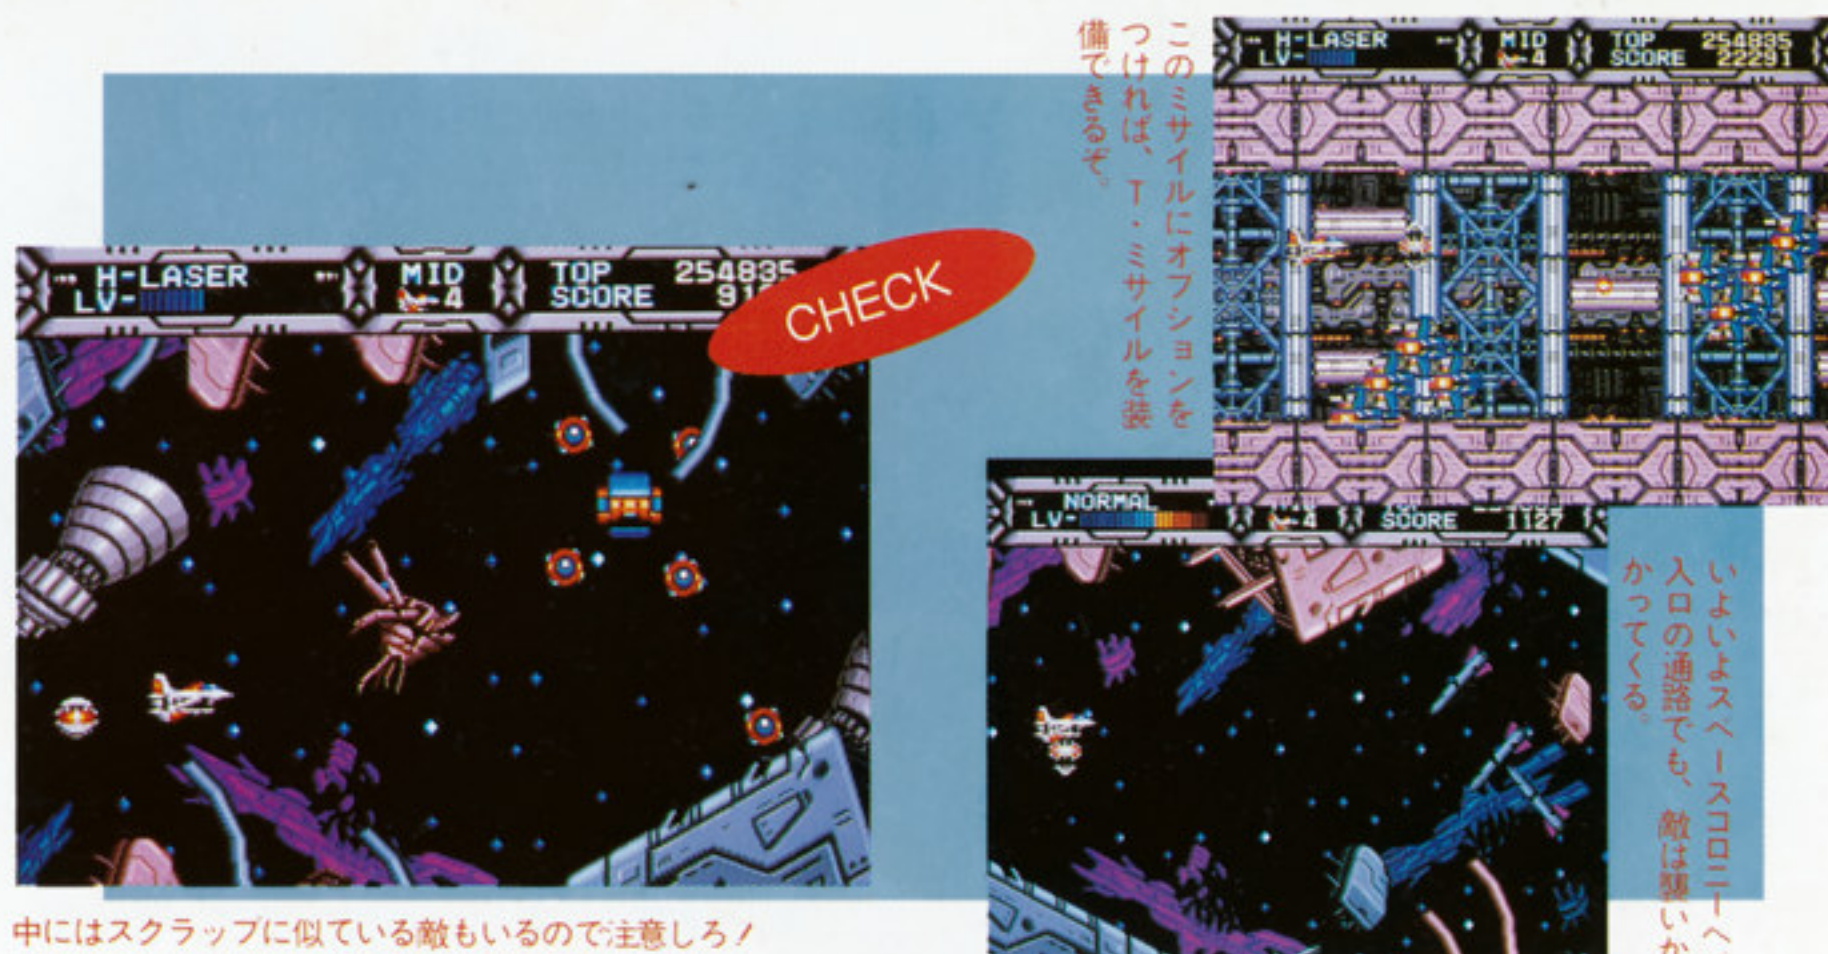 このミサイルにオプションを
つければ、T・ミサイルを装
備できるぞ。
H-LASER
LV-
MID
4
TOP 254835
SCORE 22291
H-LASER
LV-
MID
4
TOP 254835
SCORE
CHECK
NORMAL
LV-
4
SCORE 1127
いよいよスペースコロニーへ。
入口の通路でも、敵は襲いか
かってくる。
中にはスクラップに似ている敵もいるので注意しろ!